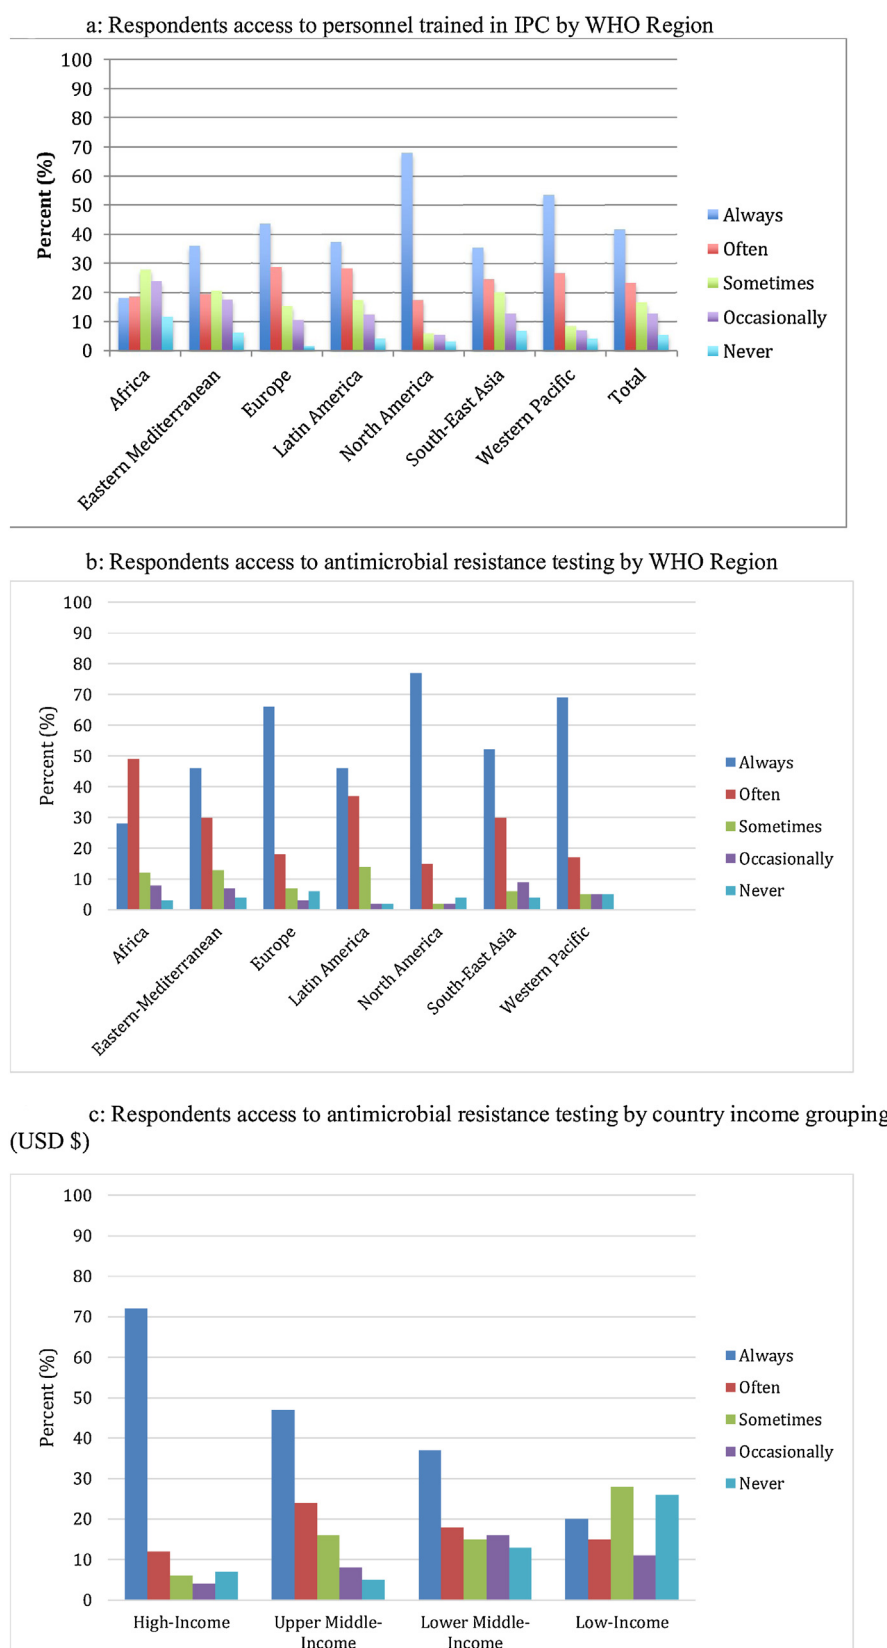 a: Respondents access to personnel trained in IPC by WHO Region
100
90
80
70
60
50
40
30
20
10
0
Percent (%)
Africa
Eastern Mediterranean
Europe
Latin America
North America
South-East Asia
Western Pacific
Total
Always
Often
Sometimes
Occasionally
Never
b: Respondents access to antimicrobial resistance testing by WHO Region
100
90
80
70
60
50
40
30
20
10
0
Percent (%)
Africa
Eastern-Mediterranean
Europe
Latin America
North America
South-East Asia
Western Pacific
Always
Often
Sometimes
Occasionally
Never
c: Respondents access to antimicrobial resistance testing by country income grouping
(USD $)
100
90
80
70
60
50
40
30
20
10
0
Percent (%)
High-Income
Upper Middle-
Income
Lower Middle-
Income
Low-Income
Always
Often
Sometimes
Occasionally
Never